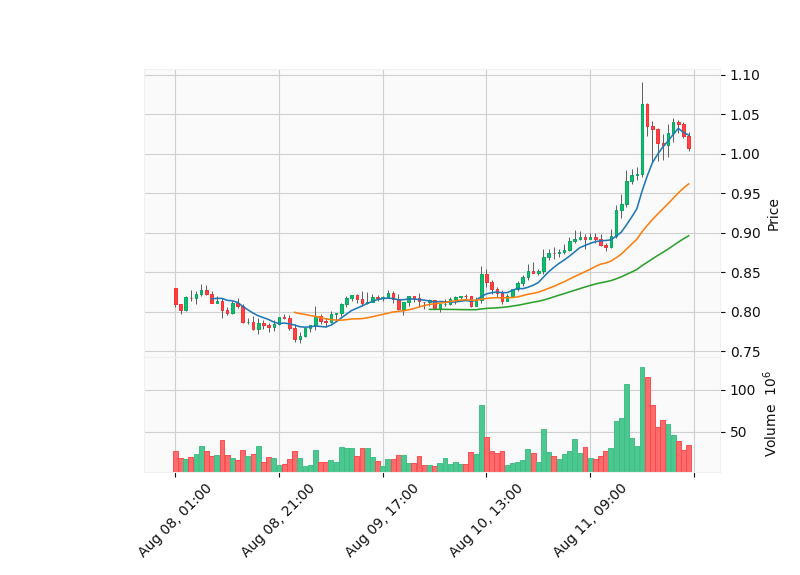 1.10
1.05
1.00
0.95
0.90
0.85
0.80
0.75
Price
100
50
Volume 10⁶
Aug 08, 01:00
Aug 08, 21:00
Aug 09, 17:00
Aug 10, 13:00
Aug 11, 09:00